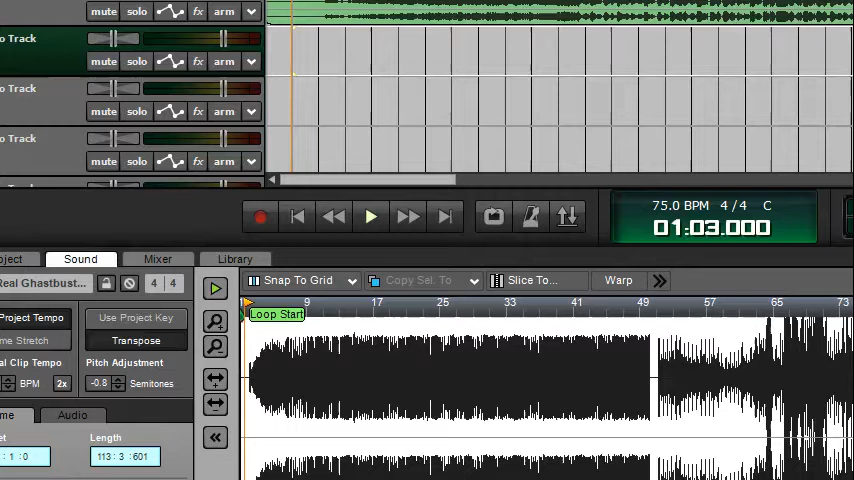 mute solo fx arm
o Track
mute solo fx arm
o Track
mute solo fx arm
o Track
mute solo fx arm
75.0 BPM 4 / 4 C
01:03.000
oject Sound Mixer Library
Real Ghastbust... 4 4
Snap To Grid Copy Sel. To Slice To... Warp
9 17 25 33 41 49 57 65 73
Loop Start
Project Tempo Use Project Key
me Stretch Transpose
al Clip Tempo Pitch Adjustment
BPM 2x -0.8 Semitones
me Audio
et Length
: 1 : 0 113: 3 :601